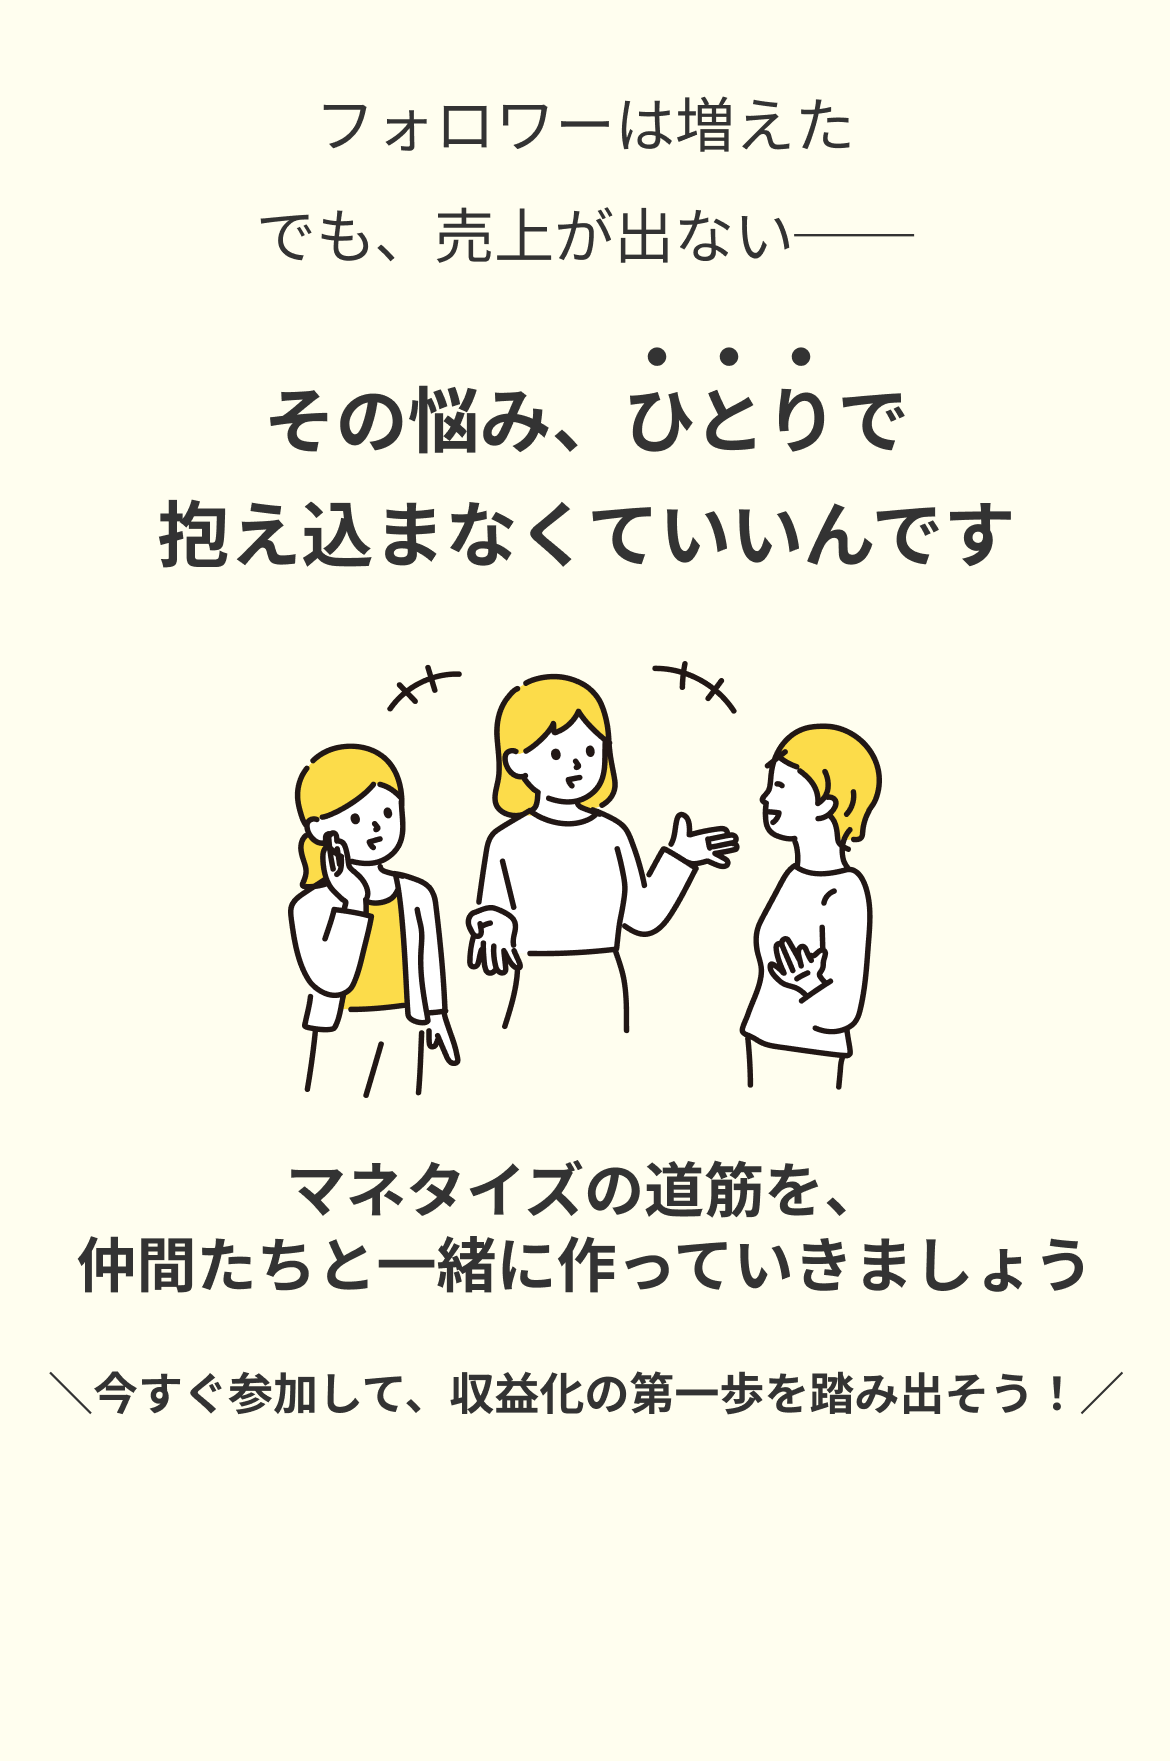 フォロワーは増えた
でも、売上が出ない──
その悩み、ひとりで
抱え込まなくていいんです
マネタイズの道筋を、
仲間たちと一緒に作っていきましょう
＼今すぐ参加して、収益化の第一歩を踏み出そう！／